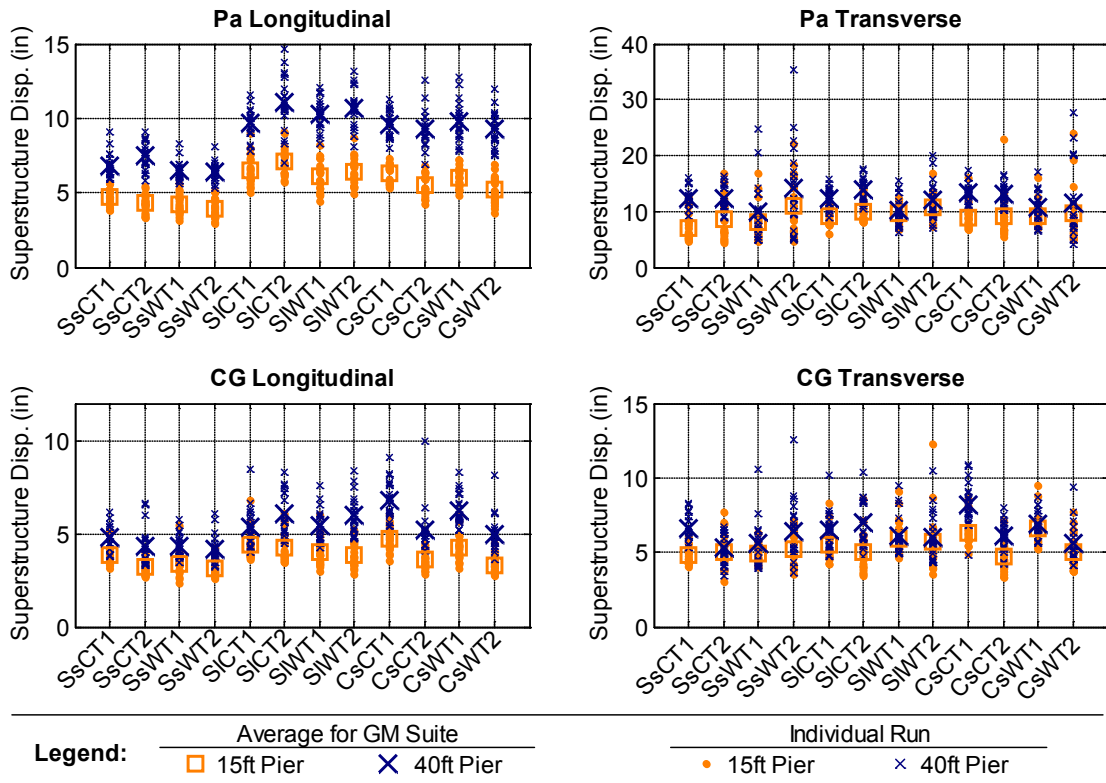 Pa Longitudinal
Superstructure Disp. (in)
15
10
5
0
SsCT1 SsCT2 SsWT1 SsWT2 SlCT1 SlCT2 SlWT1 SlWT2 CsCT1 CsCT2 CsWT1 CsWT2
Pa Transverse
Superstructure Disp. (in)
40
30
20
10
0
SsCT1 SsCT2 SsWT1 SsWT2 SlCT1 SlCT2 SlWT1 SlWT2 CsCT1 CsCT2 CsWT1 CsWT2
CG Longitudinal
Superstructure Disp. (in)
10
5
0
SsCT1 SsCT2 SsWT1 SsWT2 SlCT1 SlCT2 SlWT1 SlWT2 CsCT1 CsCT2 CsWT1 CsWT2
CG Transverse
Superstructure Disp. (in)
15
10
5
0
SsCT1 SsCT2 SsWT1 SsWT2 SlCT1 SlCT2 SlWT1 SlWT2 CsCT1 CsCT2 CsWT1 CsWT2
Legend:
Average for GM Suite
15ft Pier 40ft Pier
Individual Run
15ft Pier 40ft Pier